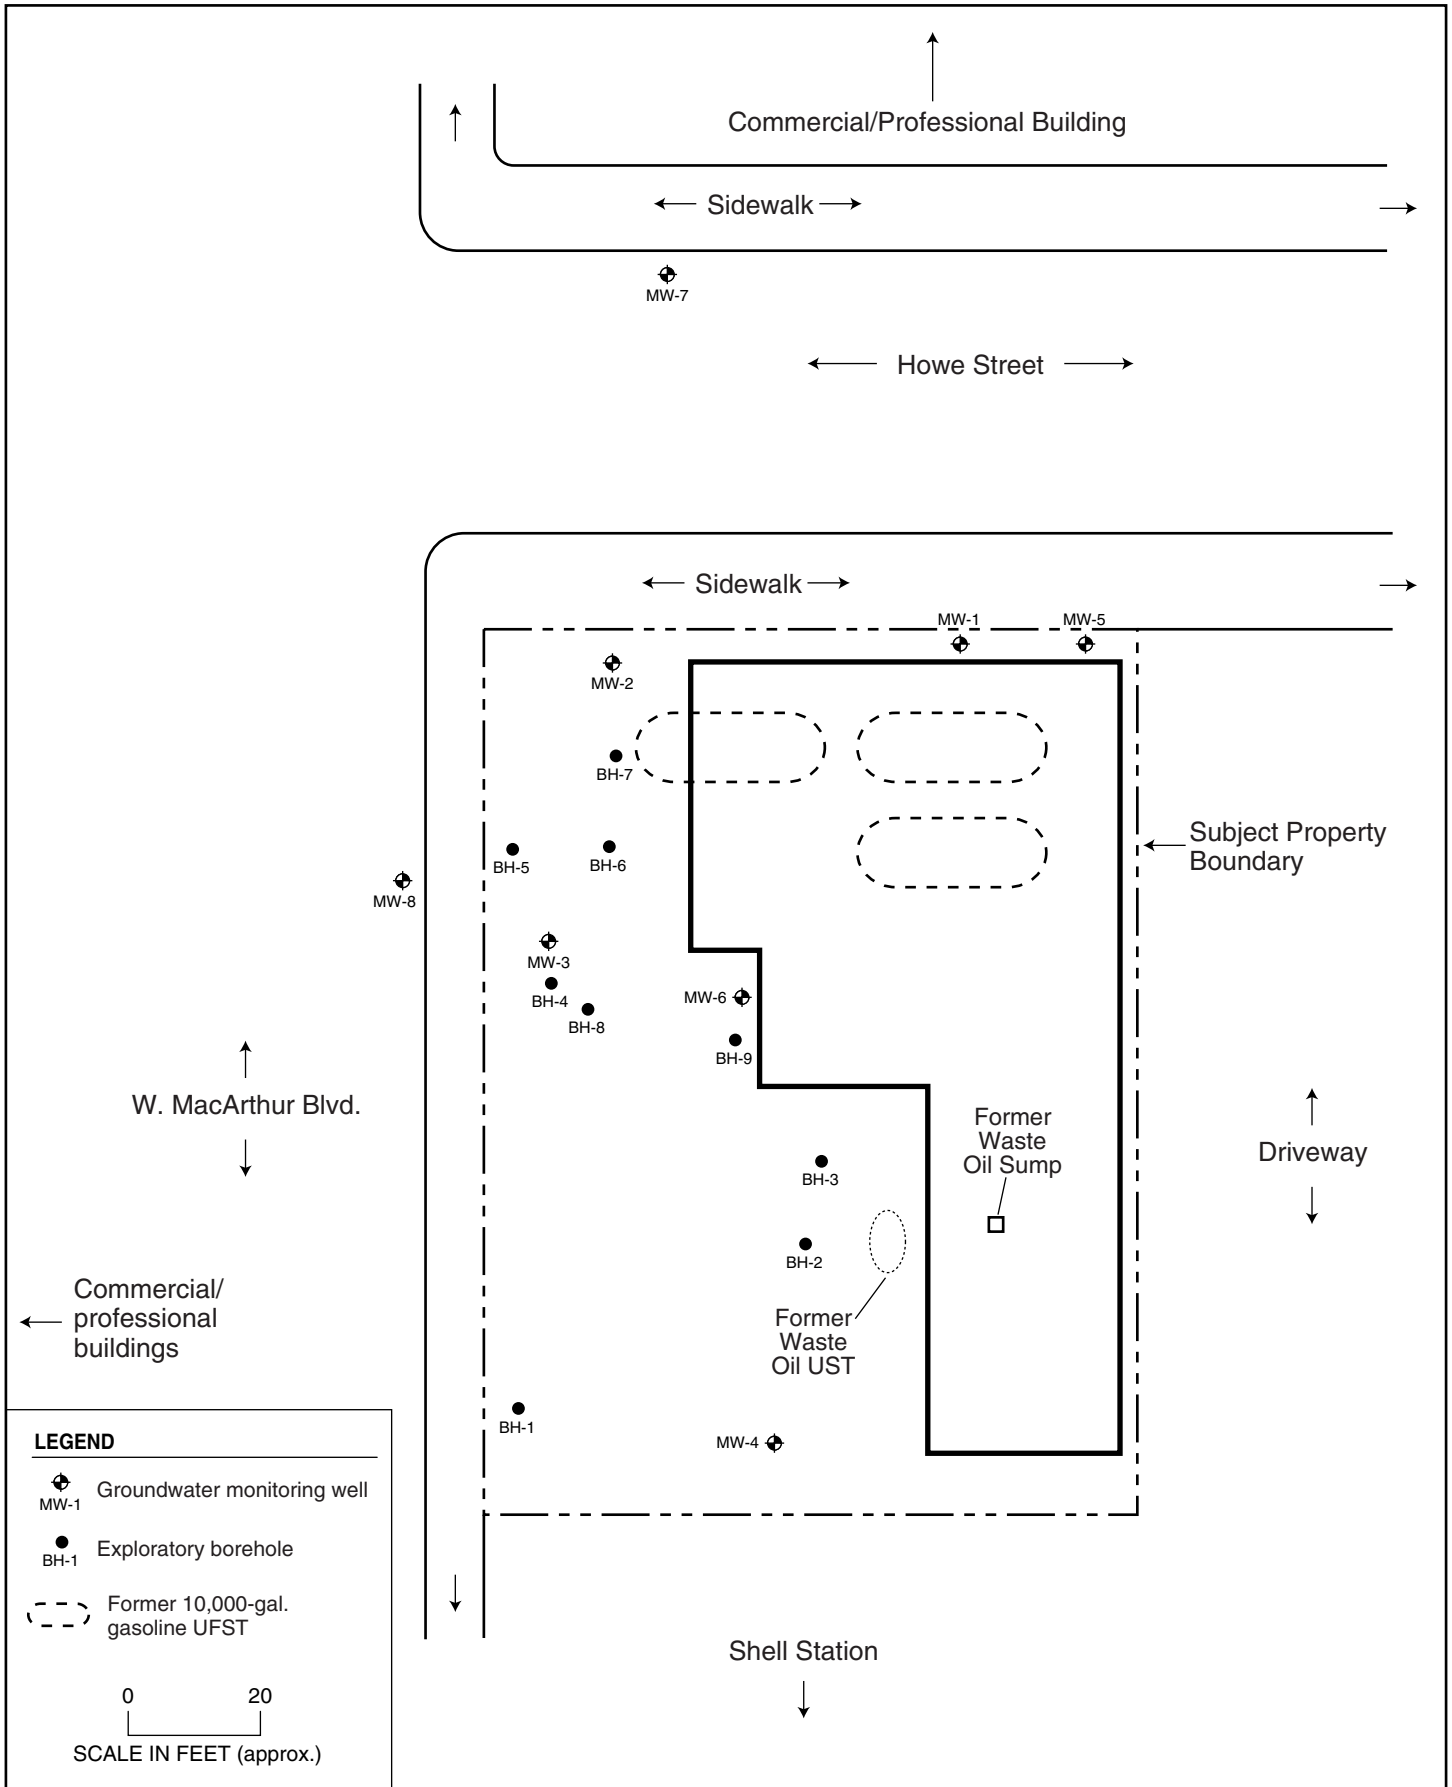 Commercial/Professional Building
Sidewalk
MW-7
Howe Street
Sidewalk
MW-1
MW-5
MW-2
BH-7
Subject Property
Boundary
BH-5
BH-6
MW-8
MW-3
BH-4
MW-6
BH-8
BH-9
W. MacArthur Blvd.
Former
Waste
Oil Sump
Driveway
BH-3
BH-2
Commercial/
professional
buildings
Former
Waste
Oil UST
BH-1
MW-4
LEGEND
MW-1 Groundwater monitoring well
BH-1 Exploratory borehole
Former 10,000-gal.
gasoline UFST
0 20
SCALE IN FEET (approx.)
Shell Station